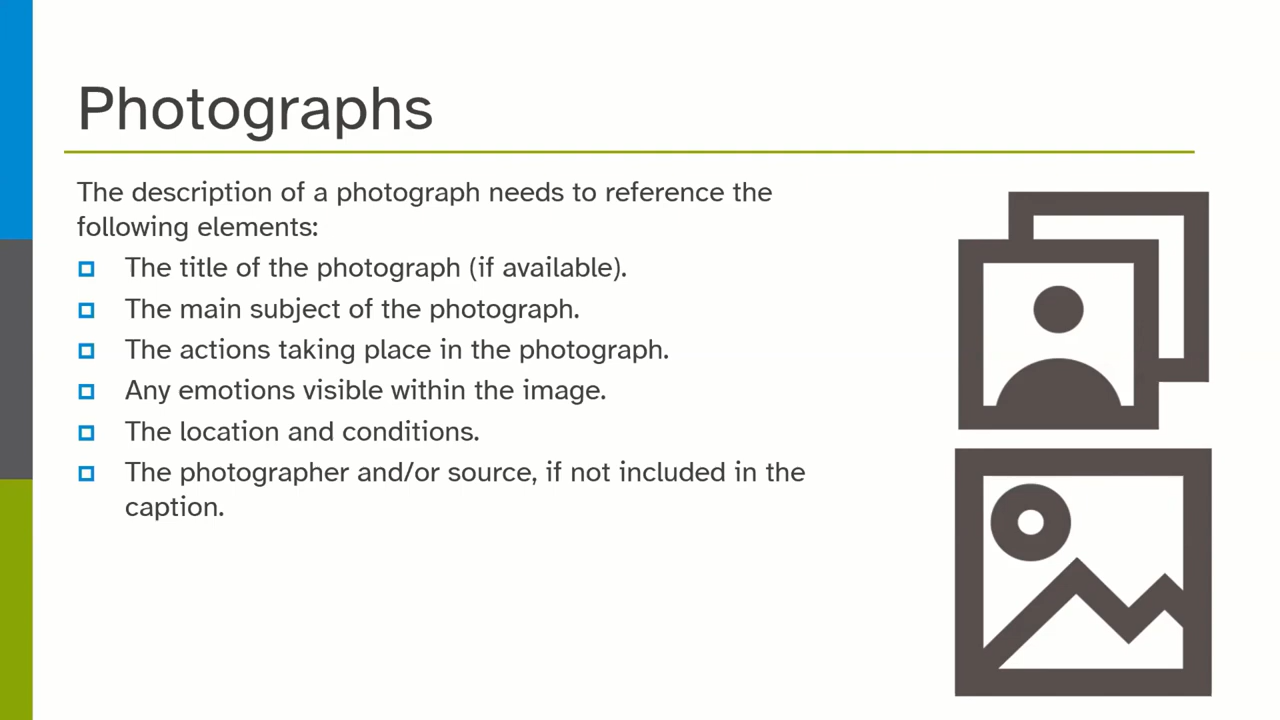 Photographs
The description of a photograph needs to reference the
following elements:
The title of the photograph (if available).
The main subject of the photograph.
The actions taking place in the photograph.
Any emotions visible within the image.
The location and conditions.
The photographer and/or source, if not included in the
caption.